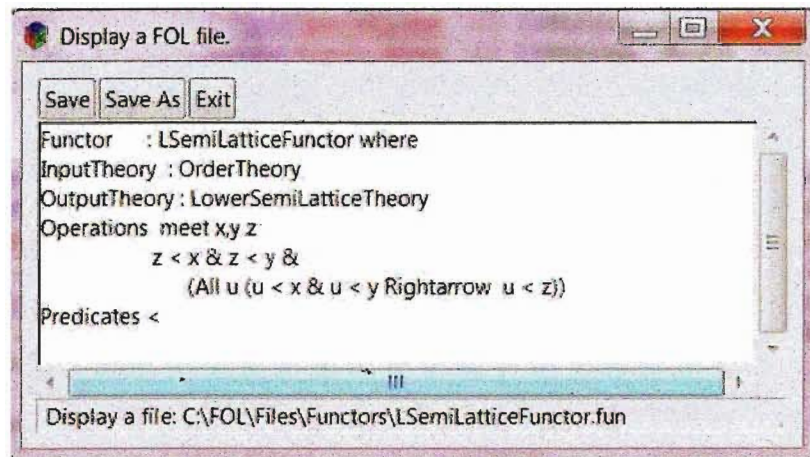 Display a FOL file.
Save Save As Exit
Functor : LSemiLatticeFunctor where
InputTheory : OrderTheory
OutputTheory : LowerSemiLatticeTheory
Operations meet x,y z
z < x & z < y &
(All u (u < x & u < y Rightarrow u < z))
Predicates <
Display a file: C:\FOL\Files\Functors\LSemiLatticeFunctor.fun